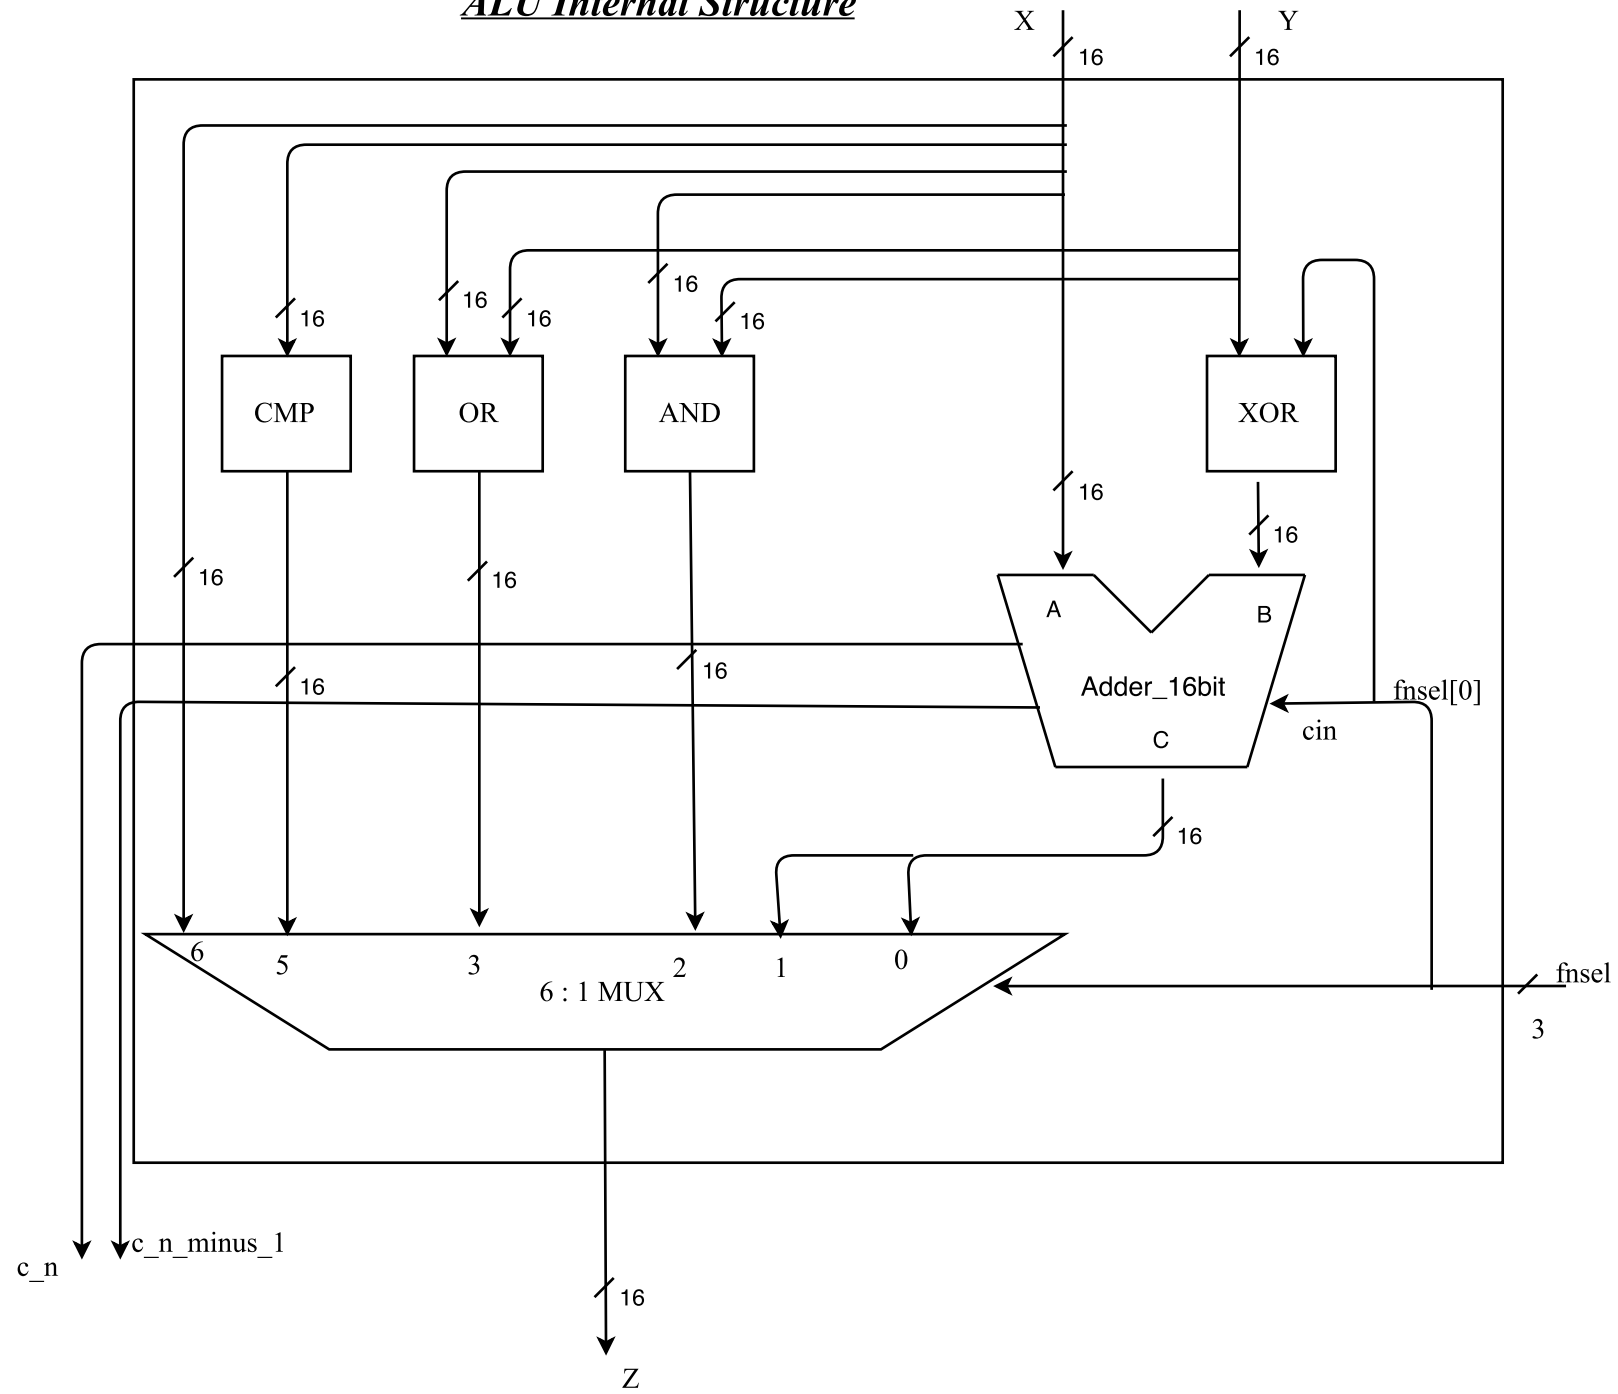 ALU Internal Structure
X
Y
16
16
16
16
16
16
16
CMP
OR
AND
XOR
16
16
16
16
A
B
16
16
Adder_16bit
fnsel[0]
cin
C
16
6
5
3
2
1
0
6 : 1 MUX
fnsel
3
c_n_minus_1
c_n
16
Z